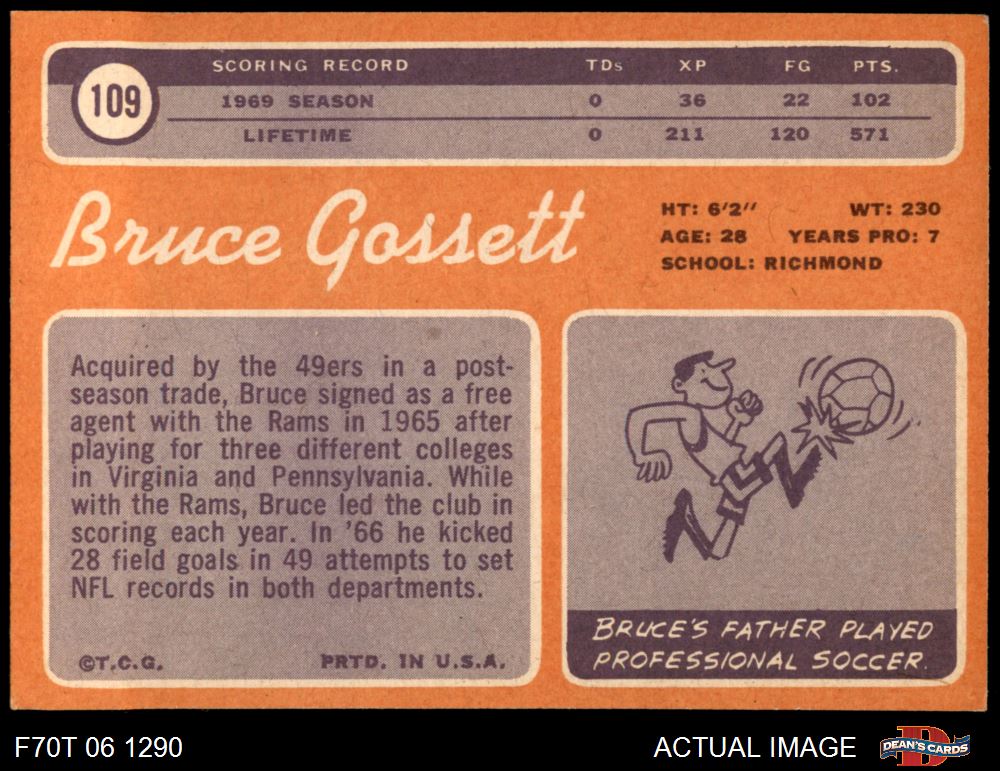 109
SCORING RECORD TDs XP FG PTS.
1969 SEASON 0 36 22 102
LIFETIME 0 211 120 571
Bruce Gossett
HT: 6'2" WT: 230
AGE: 28 YEARS PRO: 7
SCHOOL: RICHMOND
Acquired by the 49ers in a post-
season trade, Bruce signed as a free
agent with the Rams in 1965 after
playing for three different colleges
in Virginia and Pennsylvania. While
with the Rams, Bruce led the club in
scoring each year. In '66 he kicked
28 field goals in 49 attempts to set
NFL records in both departments.
©T.C.G. PRTD. IN U.S.A.
BRUCE'S FATHER PLAYED
PROFESSIONAL SOCCER.
F70T 06 1290 ACTUAL IMAGE DEAN'S CARDS